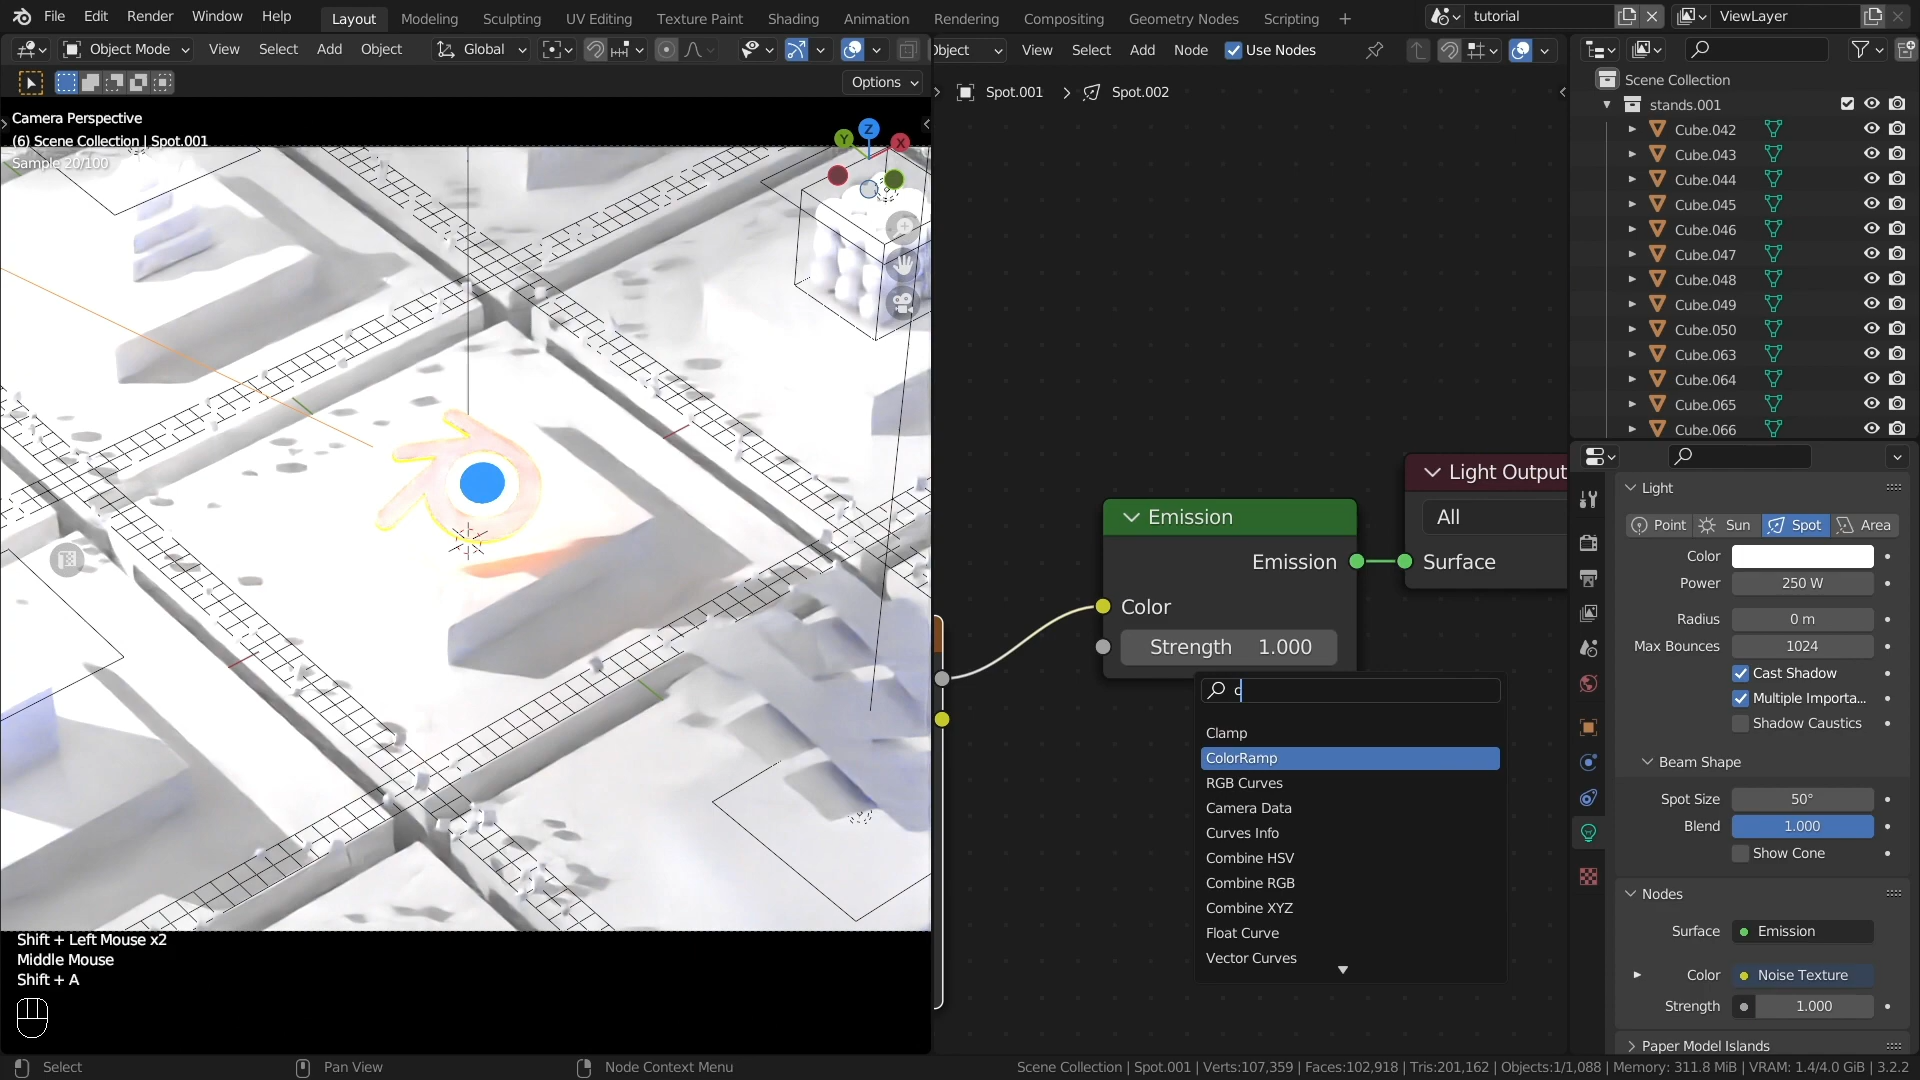 File Edit Render Window Help Layout Modeling Sculpting UV Editing Texture Paint Shading Animation Rendering Compositing Geometry Nodes Scripting + tutorial ViewLayer
Object Mode View Select Add Object Global View Select Add Node Use Nodes
Options
Spot.001 > Spot.002
Camera Perspective
(6) Scene Collection | Spot.001
Sample 20/100
Z
Y
X
Emission
Emission
Color
Strength 1.000
Light Output
All
Surface
c
Clamp
ColorRamp
RGB Curves
Camera Data
Curves Info
Combine HSV
Combine RGB
Combine XYZ
Float Curve
Vector Curves
Scene Collection
stands.001
Cube.042
Cube.043
Cube.044
Cube.045
Cube.046
Cube.047
Cube.048
Cube.049
Cube.050
Cube.063
Cube.064
Cube.065
Cube.066
Light
Point Sun Spot Area
Color
Power 250 W
Radius 0 m
Max Bounces 1024
Cast Shadow
Multiple Importa...
Shadow Caustics
Beam Shape
Spot Size 50°
Blend 1.000
Show Cone
Nodes
Surface Emission
Color Noise Texture
Strength 1.000
Paper Model Islands
Shift + Left Mouse x2
Middle Mouse
Shift + A
Select Pan View Node Context Menu Scene Collection | Spot.001 | Verts:107,359 | Faces:102,918 | Tris:201,162 | Objects:1/1,088 | Memory: 311.8 MiB | VRAM: 1.4/4.0 GiB | 3.2.2